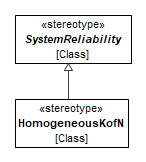 «stereotype»
SystemReliability
[Class]
«stereotype»
HomogeneousKofN
[Class]